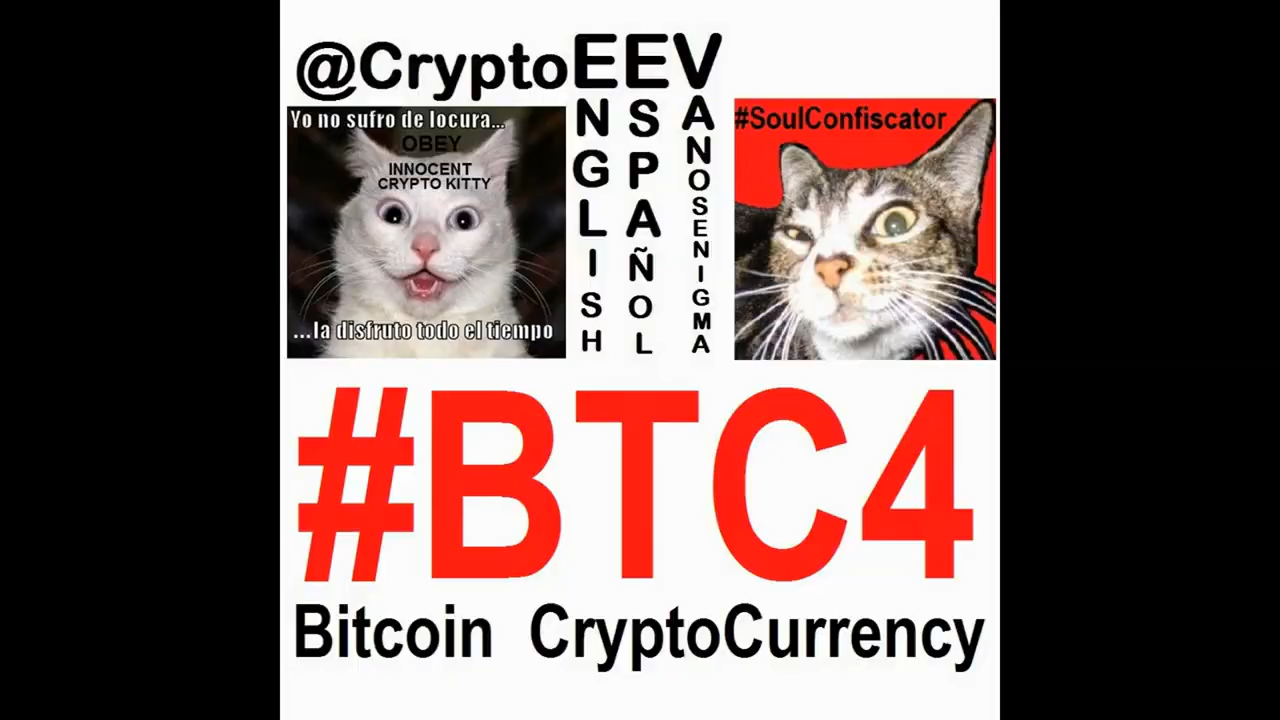 @CryptoEEV
ENGLISH
ESPAÑOL
VANOSENIGMA
Yo no sufro de locura...
OBEY
INNOCENT
CRYPTO KITTY
...la disfruto todo el tiempo
#SoulConfiscator
#BTC4
Bitcoin CryptoCurrency